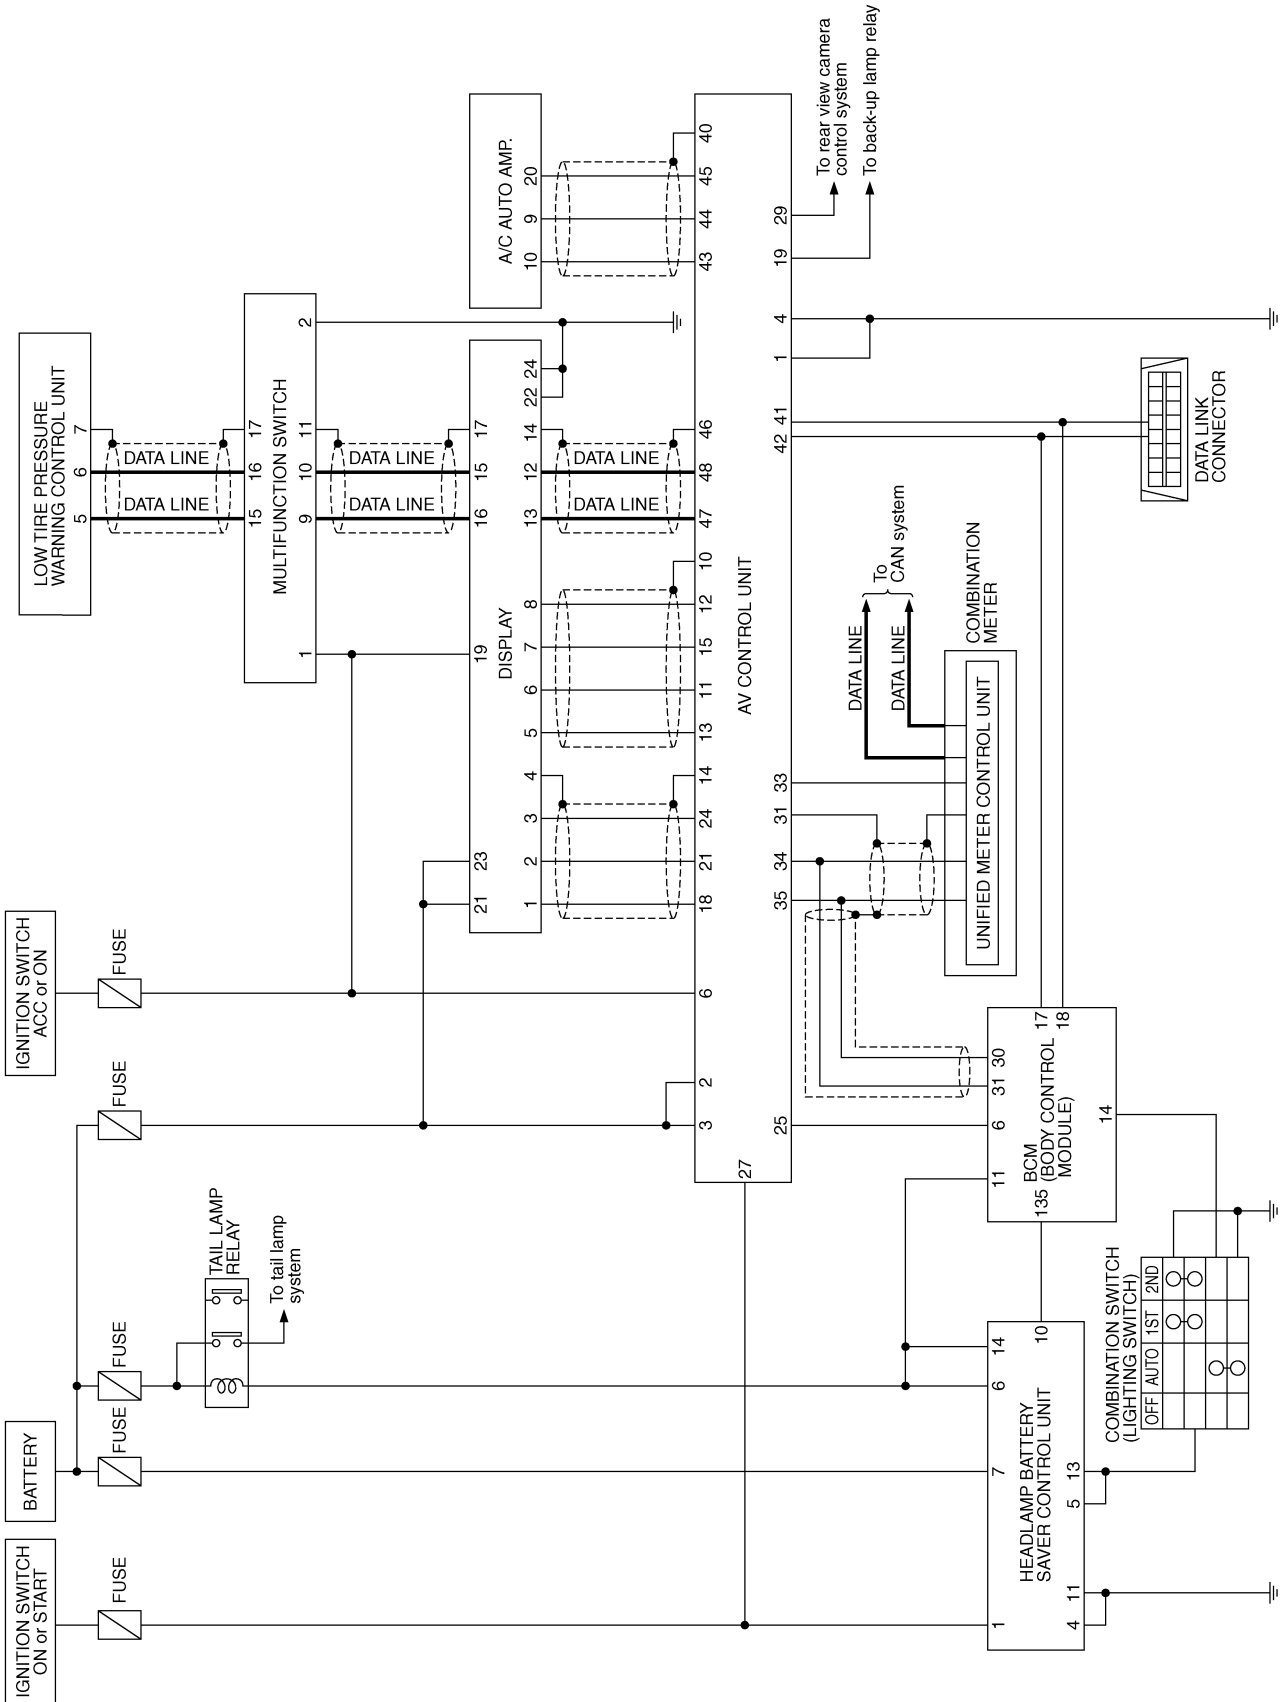 IGNITION SWITCH
ON or START
BATTERY
IGNITION SWITCH
ACC or ON
LOW TIRE PRESSURE
WARNING CONTROL UNIT
5 6 7
FUSE
FUSE
FUSE
FUSE
FUSE
DATA LINE
DATA LINE
TAIL LAMP
RELAY
To tail lamp
system
15 16 17
MULTIFUNCTION SWITCH
1 9 10 11 2
DATA LINE
DATA LINE
21 23 19 16 15 17
DISPLAY
1 2 3 4 5 6 7 8 13 12 14 22 24
A/C AUTO AMP.
10 9 20
DATA LINE
DATA LINE
3 2 6 18 21 24 14 13 11 15 12 10 47 48 46 43 44 45 40
27
AV CONTROL UNIT
25 35 34 31 33 42 41 1 4 19 29
To rear view camera
control system
To back-up lamp relay
DATA LINE
DATA LINE
To
CAN system
COMBINATION
METER
UNIFIED METER CONTROL UNIT
1 7 6 14
HEADLAMP BATTERY
SAVER CONTROL UNIT
10
4 11 5 13
11 6 31 30
135
BCM
(BODY CONTROL
MODULE)
17
18
14
COMBINATION SWITCH
(LIGHTING SWITCH)
OFF AUTO 1ST 2ND
DATA LINK
CONNECTOR